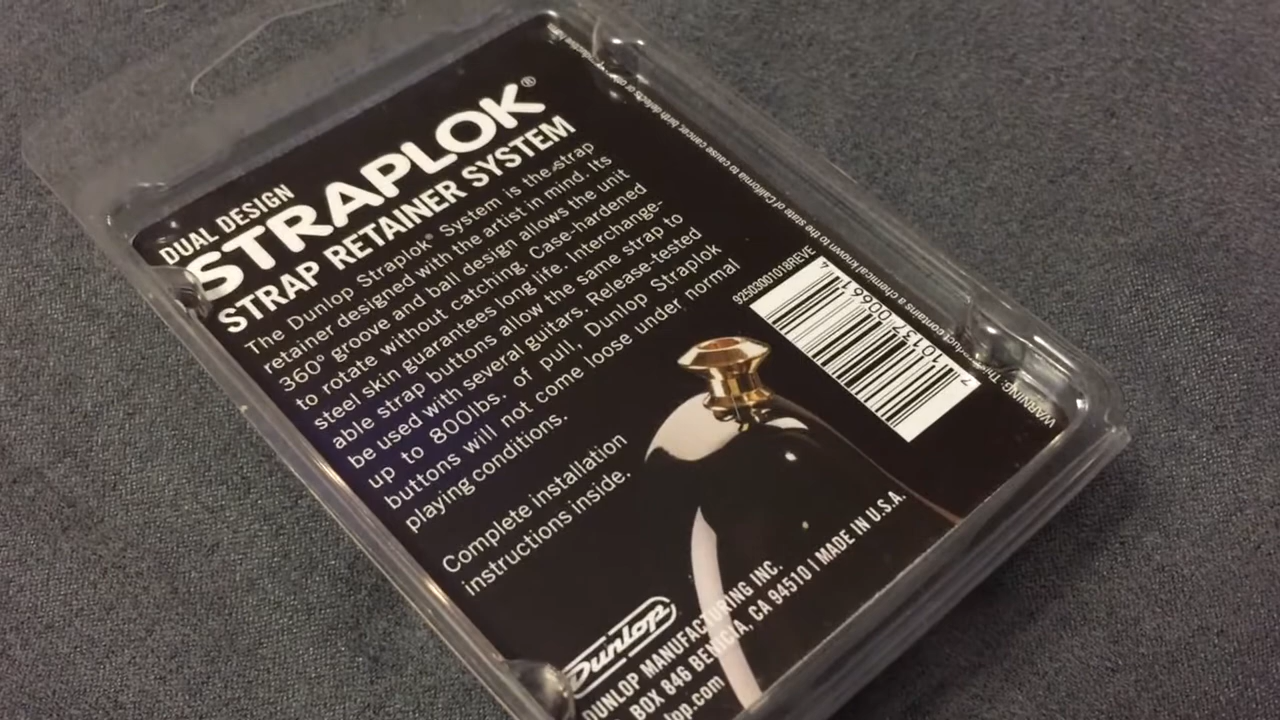 DUAL DESIGN
STRAPLOK®
STRAP RETAINER SYSTEM
The Dunlop Straplok® System is the strap
retainer designed with the artist in mind. Its
360° groove and ball design allows the unit
to rotate without catching. Case-hardened
steel skin guarantees long life. Interchange-
able strap buttons allow the same strap to
be used with several guitars. Release-tested
up to 800lbs. of pull, Dunlop Straplok
buttons will not come loose under normal
playing conditions.
Complete installation
instructions inside.
Dunlop
DUNLOP MANUFACTURING INC.
BOX 846 BENICIA, CA 94510 | MADE IN U.S.A.
92503001018REVE
WARNING: This product contains a chemical known to the state of California to cause cancer, birth defects or